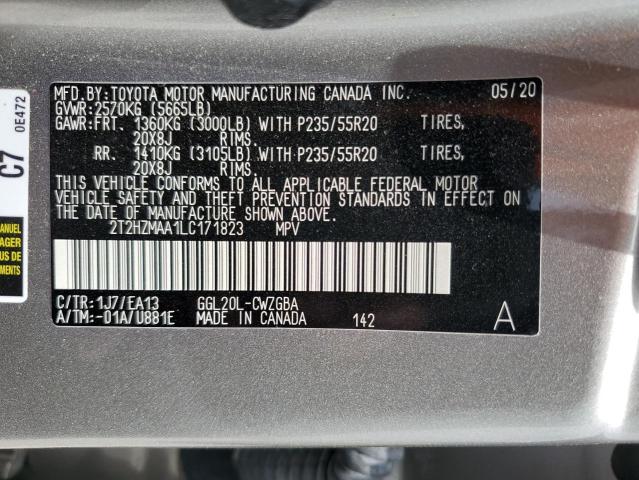 MFD.BY:TOYOTA MOTOR MANUFACTURING CANADA INC. 05/20
GVWR:2570KG (5665LB)
GAWR:FRT. 1360KG (3000LB) WITH P235/55R20 TIRES,
20X8J RIMS.
RR. 1410KG (3105LB) WITH P235/55R20 TIRES,
20X8J RIMS.
THIS VEHICLE CONFORMS TO ALL APPLICABLE FEDERAL MOTOR
VEHICLE SAFETY AND THEFT PREVENTION STANDARDS IN EFFECT ON
THE DATE OF MANUFACTURE SHOWN ABOVE.
2T2HZMAA1LC171823 MPV
C/TR:1J7/EA13 GGL20L-CWZGBA
A/TM:-01A/U881E MADE IN CANADA 142 A
0E472
C7